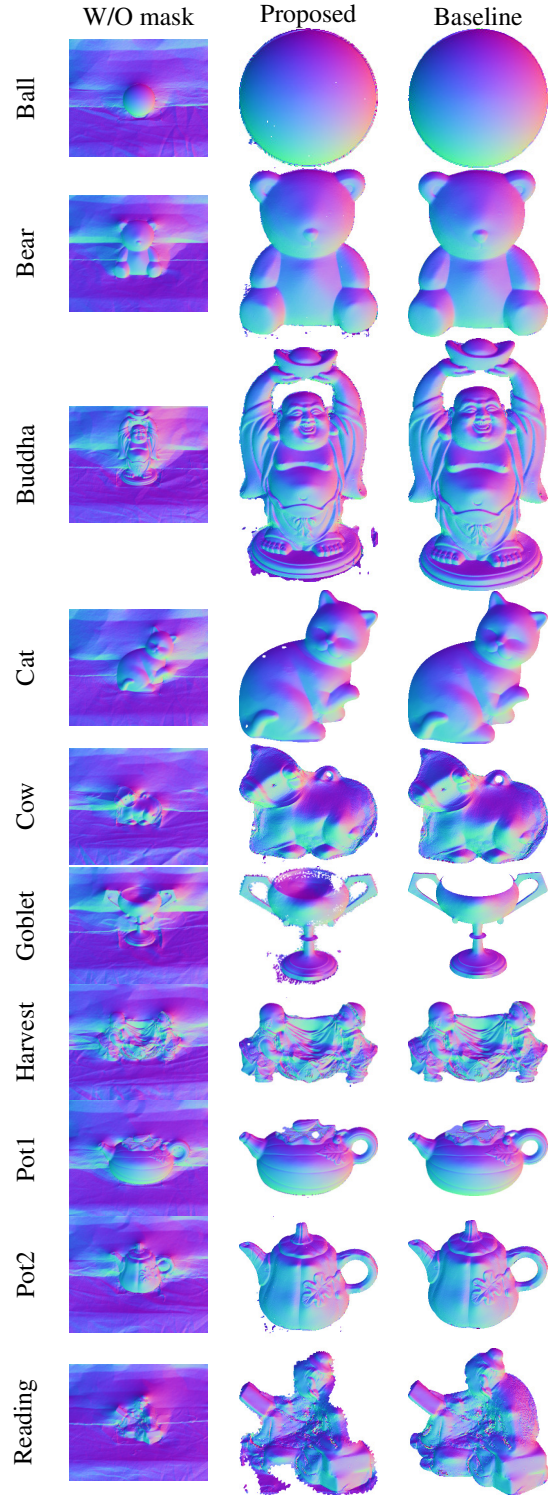 W/O mask Proposed Baseline
Ball
Bear
Buddha
Cat
Cow
Goblet
Harvest
Pot1
Pot2
Reading